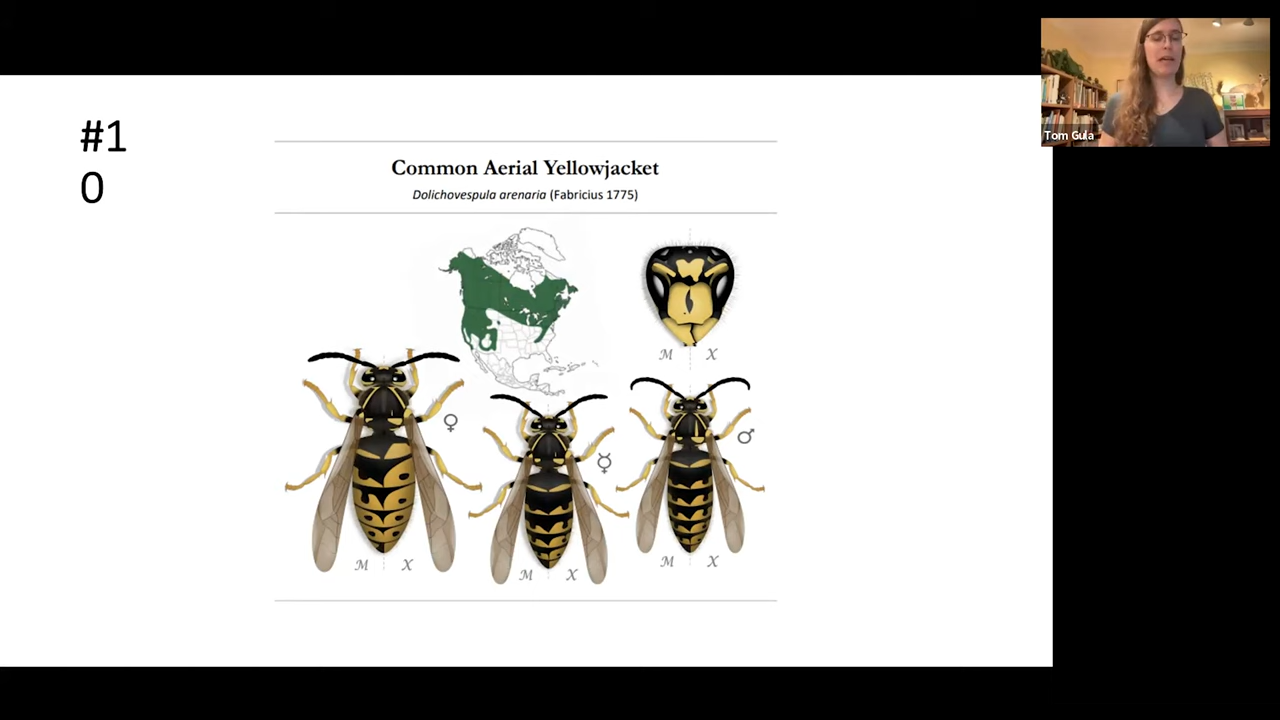 #1
0
Common Aerial Yellowjacket
Dolichovespula arenaria (Fabricius 1775)
M X
♀
☿
♂
M X
M X
M X
Tom Gula